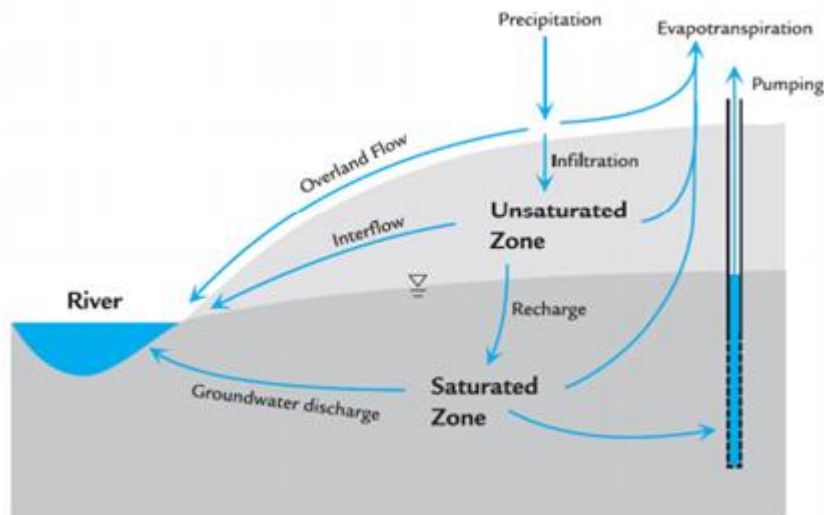 Precipitation
Evapotranspiration
Pumping
Overland Flow
Infiltration
Unsaturated
Zone
Interflow
River
Recharge
Saturated
Zone
Groundwater discharge